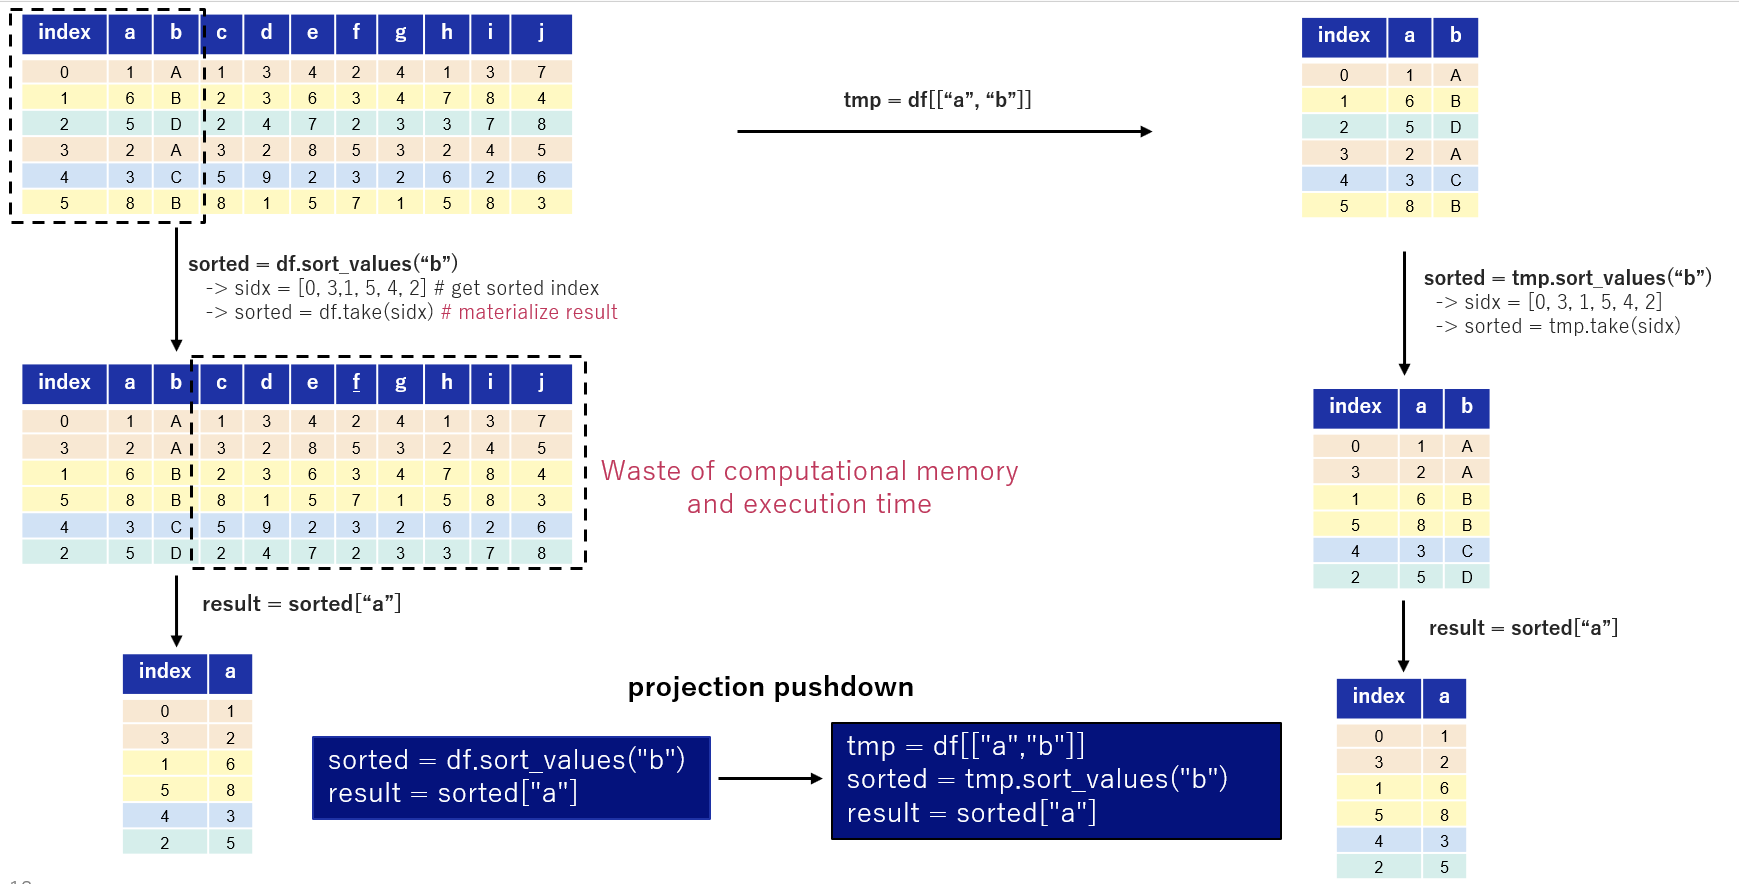 index a b c d e f g h i j
0 1 A 1 3 4 2 4 1 3 7
1 6 B 2 3 6 3 4 7 8 4
2 5 D 2 4 7 2 3 3 7 8
3 2 A 3 2 8 5 3 2 4 5
4 3 C 5 9 2 3 2 6 2 6
5 8 B 8 1 5 7 1 5 8 3
tmp = df[[“a”, “b”]]
index a b
0 1 A
1 6 B
2 5 D
3 2 A
4 3 C
5 8 B
sorted = df.sort_values(“b”)
-> sidx = [0, 3,1, 5, 4, 2] # get sorted index
-> sorted = df.take(sidx) # materialize result
sorted = tmp.sort_values(“b”)
-> sidx = [0, 3, 1, 5, 4, 2]
-> sorted = tmp.take(sidx)
index a b c d e f g h i j
0 1 A 1 3 4 2 4 1 3 7
3 2 A 3 2 8 5 3 2 4 5
1 6 B 2 3 6 3 4 7 8 4
5 8 B 8 1 5 7 1 5 8 3
4 3 C 5 9 2 3 2 6 2 6
2 5 D 2 4 7 2 3 3 7 8
Waste of computational memory
and execution time
index a b
0 1 A
3 2 A
1 6 B
5 8 B
4 3 C
2 5 D
result = sorted[“a”]
result = sorted[“a”]
index a
0 1
3 2
1 6
5 8
4 3
2 5
projection pushdown
sorted = df.sort_values("b")
result = sorted["a"]
tmp = df[["a","b"]]
sorted = tmp.sort_values("b")
result = sorted["a"]
index a
0 1
3 2
1 6
5 8
4 3
2 5